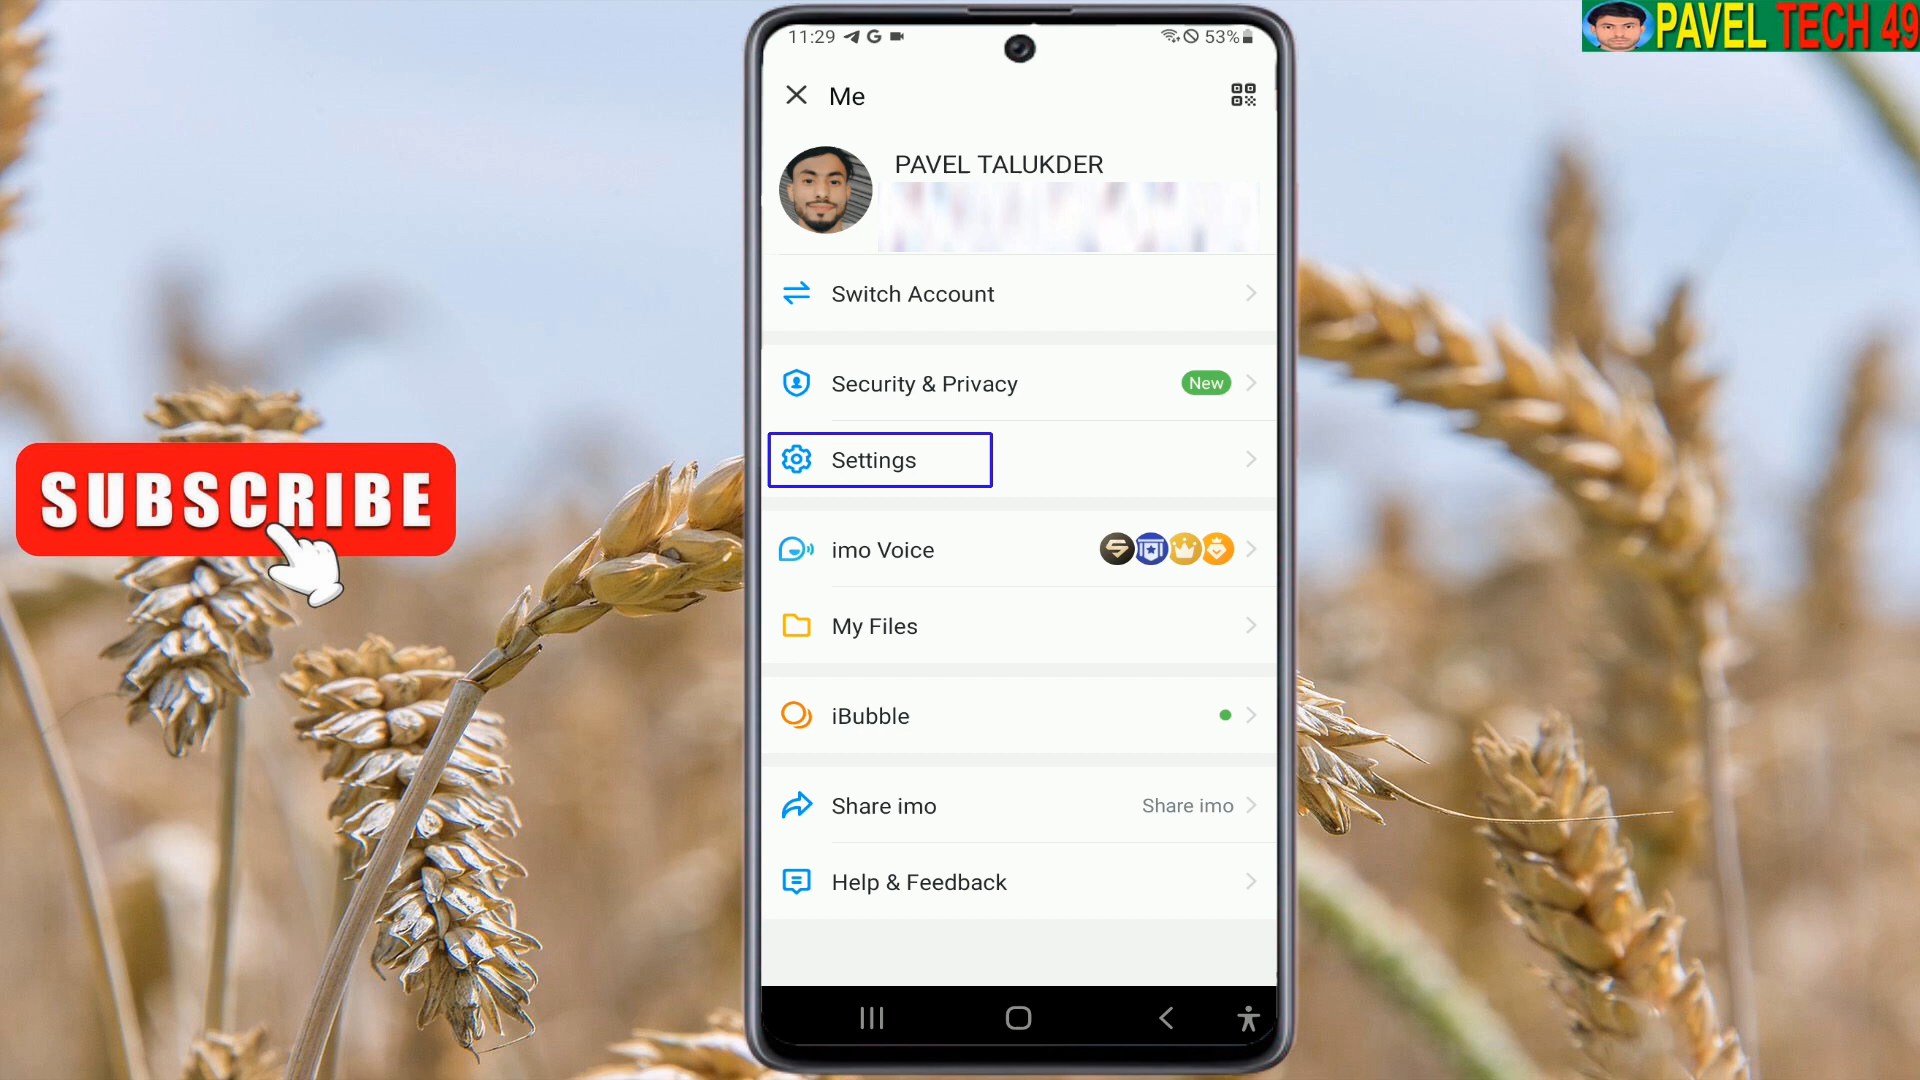 PAVEL TECH 49
11:29
53%
Me
PAVEL TALUKDER
Switch Account
Security & Privacy
New
Settings
imo Voice
My Files
iBubble
Share imo
Share imo
Help & Feedback
SUBSCRIBE